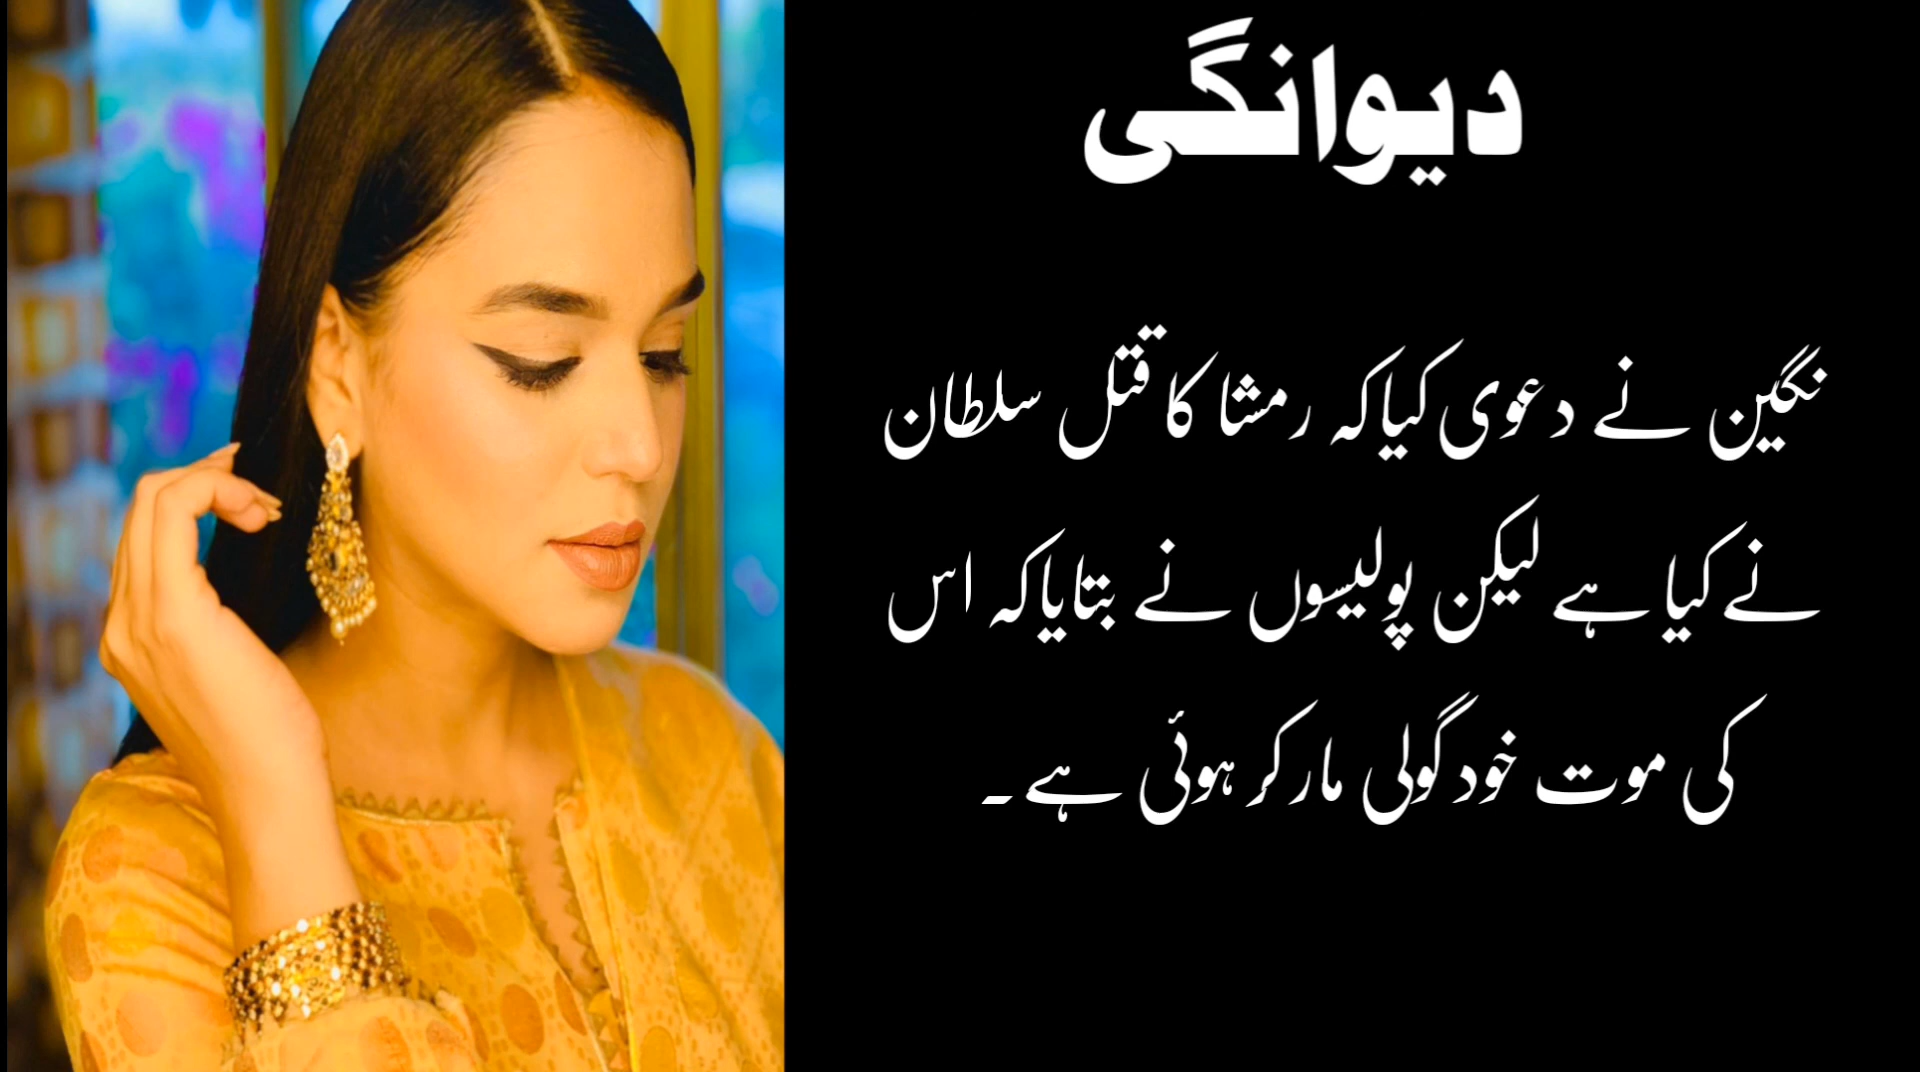 دیوانگی
نگین نے دعوی کیا کہ رمشا کا قتل سلطان
نے کیا ہے لیکن پولیسوں نے بتایا کہ اس
کی موت خود گولی مار کر ہوئی ہے۔